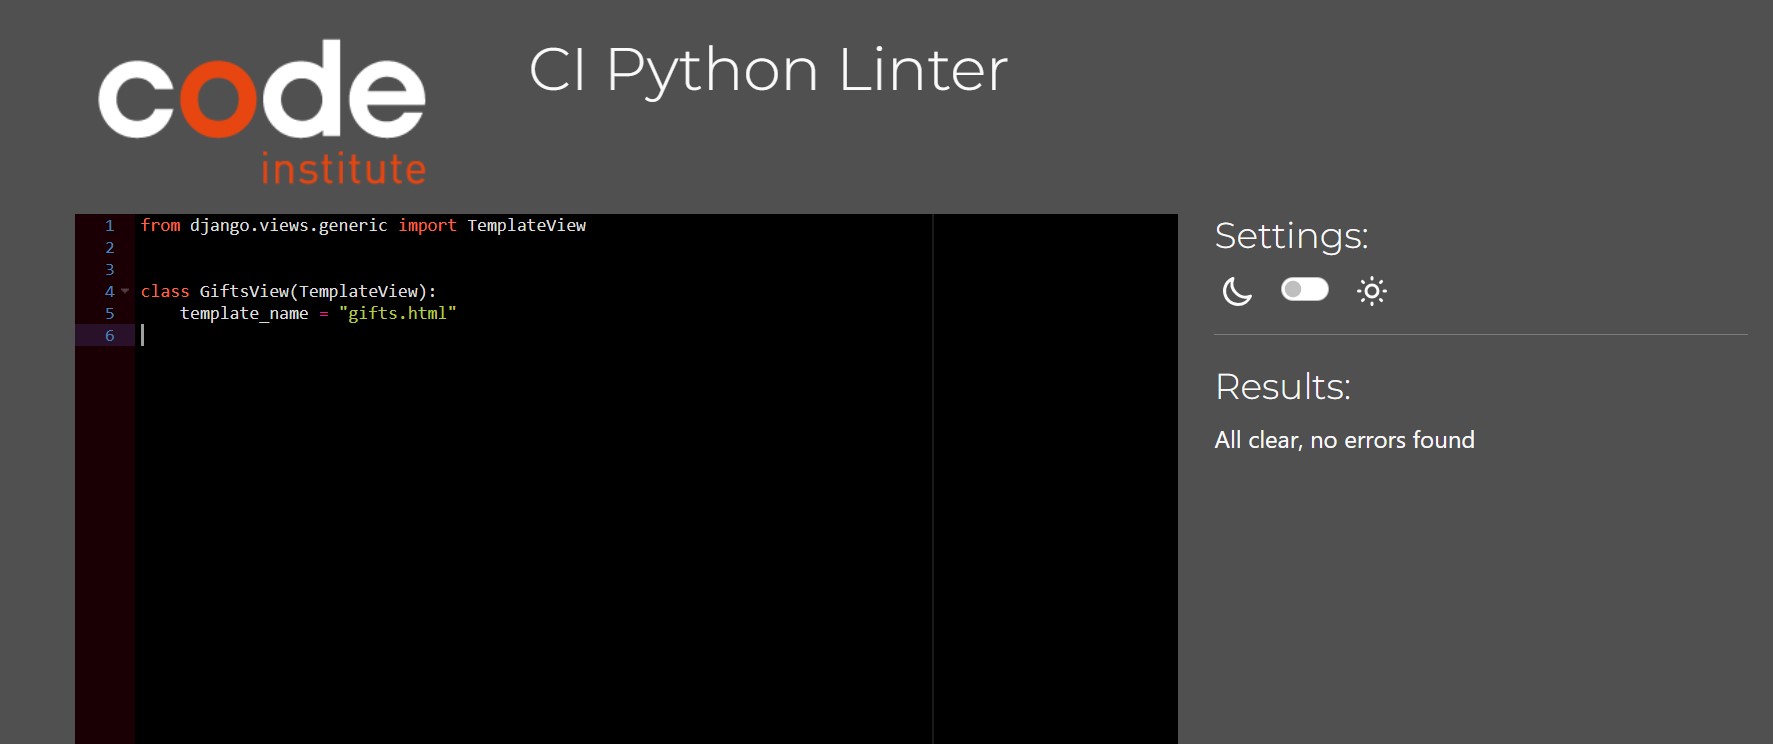 code
institute
CI Python Linter
1 from django.views.generic import TemplateView
2
3
4 class GiftsView(TemplateView):
5     template_name = "gifts.html"
6
Settings:
Results:
All clear, no errors found